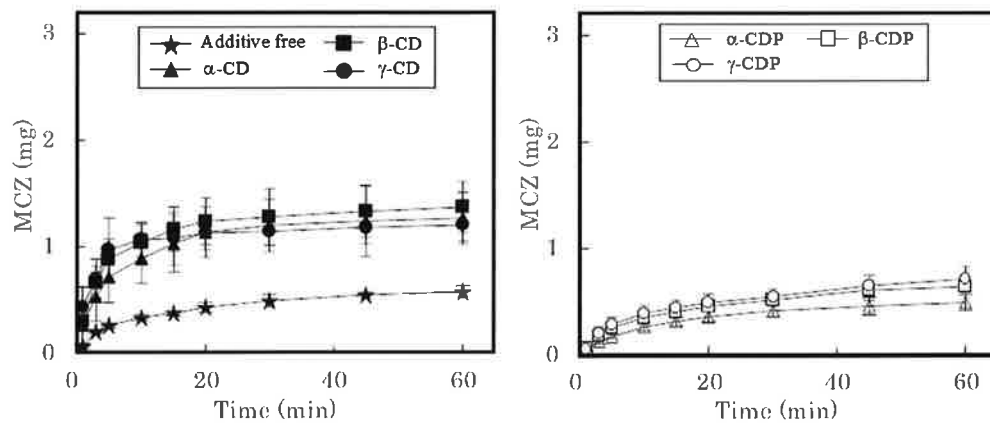 3
Additive free β-CD
α-CD γ-CD
2
MCZ (mg)
1
0
0 20 40 60
Time (min)
3
α-CDP β-CDP
γ-CDP
2
MCZ (mg)
1
0
0 20 40 60
Time (min)